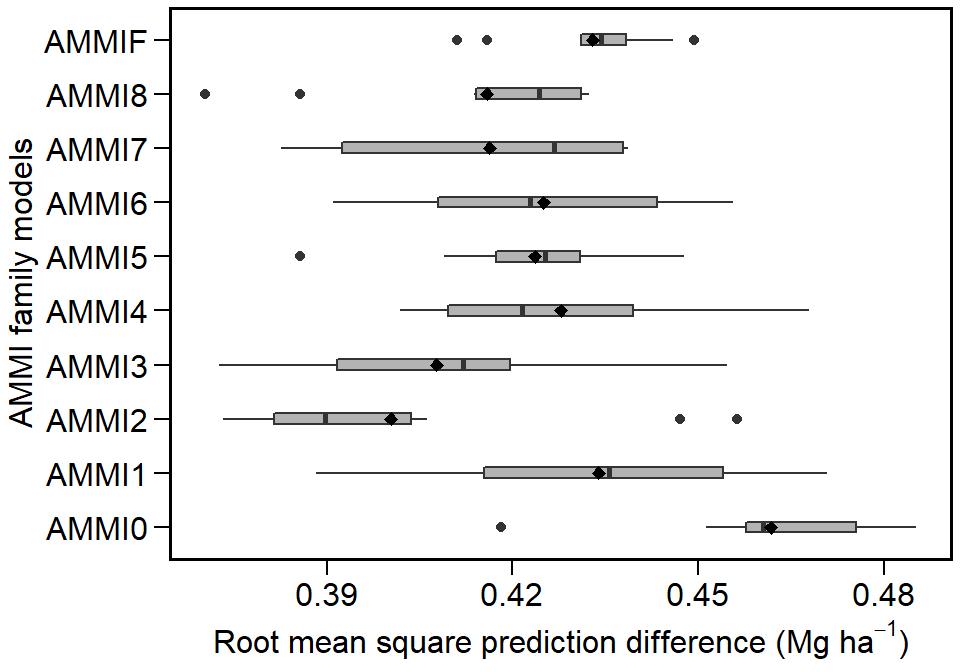 AMMI family models
AMMIF
AMMI8
AMMI7
AMMI6
AMMI5
AMMI4
AMMI3
AMMI2
AMMI1
AMMI0
0.39 0.42 0.45 0.48
Root mean square prediction difference (Mg ha⁻¹)